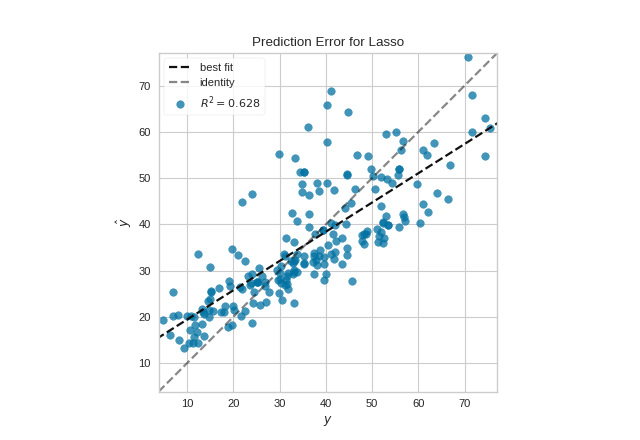 Prediction Error for Lasso
best fit
identity
R² = 0.628
ŷ
70
60
50
40
30
20
10
10 20 30 40 50 60 70
y